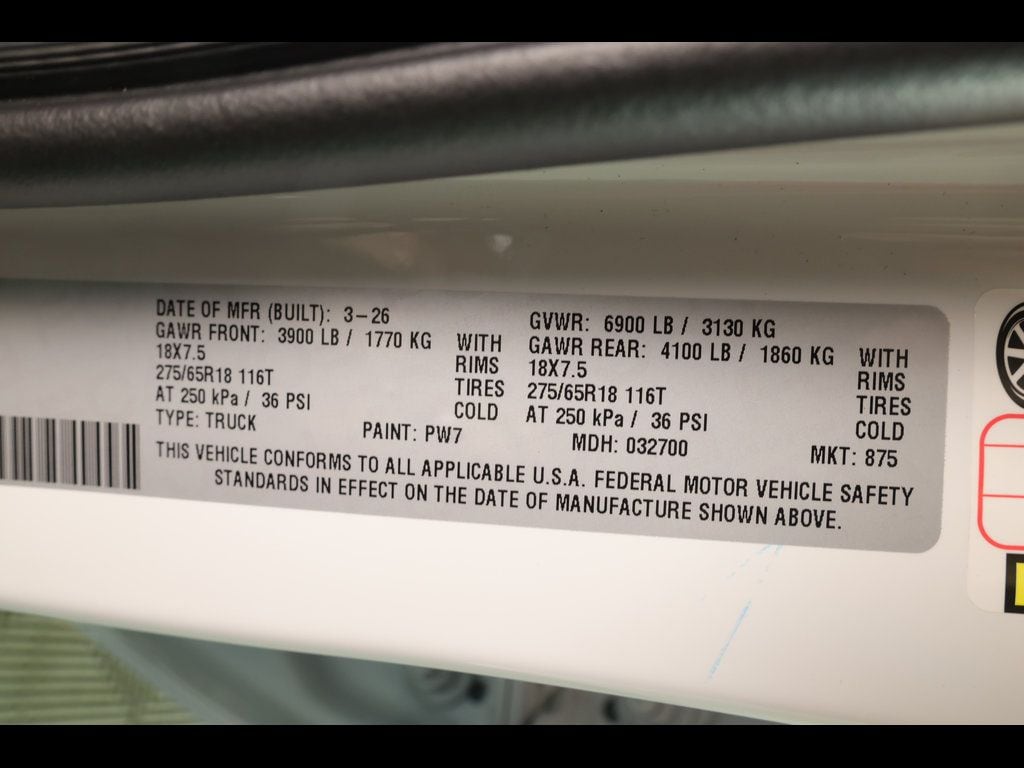 DATE OF MFR (BUILT): 3-26
GAWR FRONT: 3900 LB / 1770 KG WITH
18X7.5 RIMS
275/65R18 116T TIRES
AT 250 kPa / 36 PSI COLD
GVWR: 6900 LB / 3130 KG
GAWR REAR: 4100 LB / 1860 KG WITH
18X7.5 RIMS
275/65R18 116T TIRES
AT 250 kPa / 36 PSI COLD
TYPE: TRUCK PAINT: PW7 MDH: 032700 MKT: 875
THIS VEHICLE CONFORMS TO ALL APPLICABLE U.S.A. FEDERAL MOTOR VEHICLE SAFETY
STANDARDS IN EFFECT ON THE DATE OF MANUFACTURE SHOWN ABOVE.